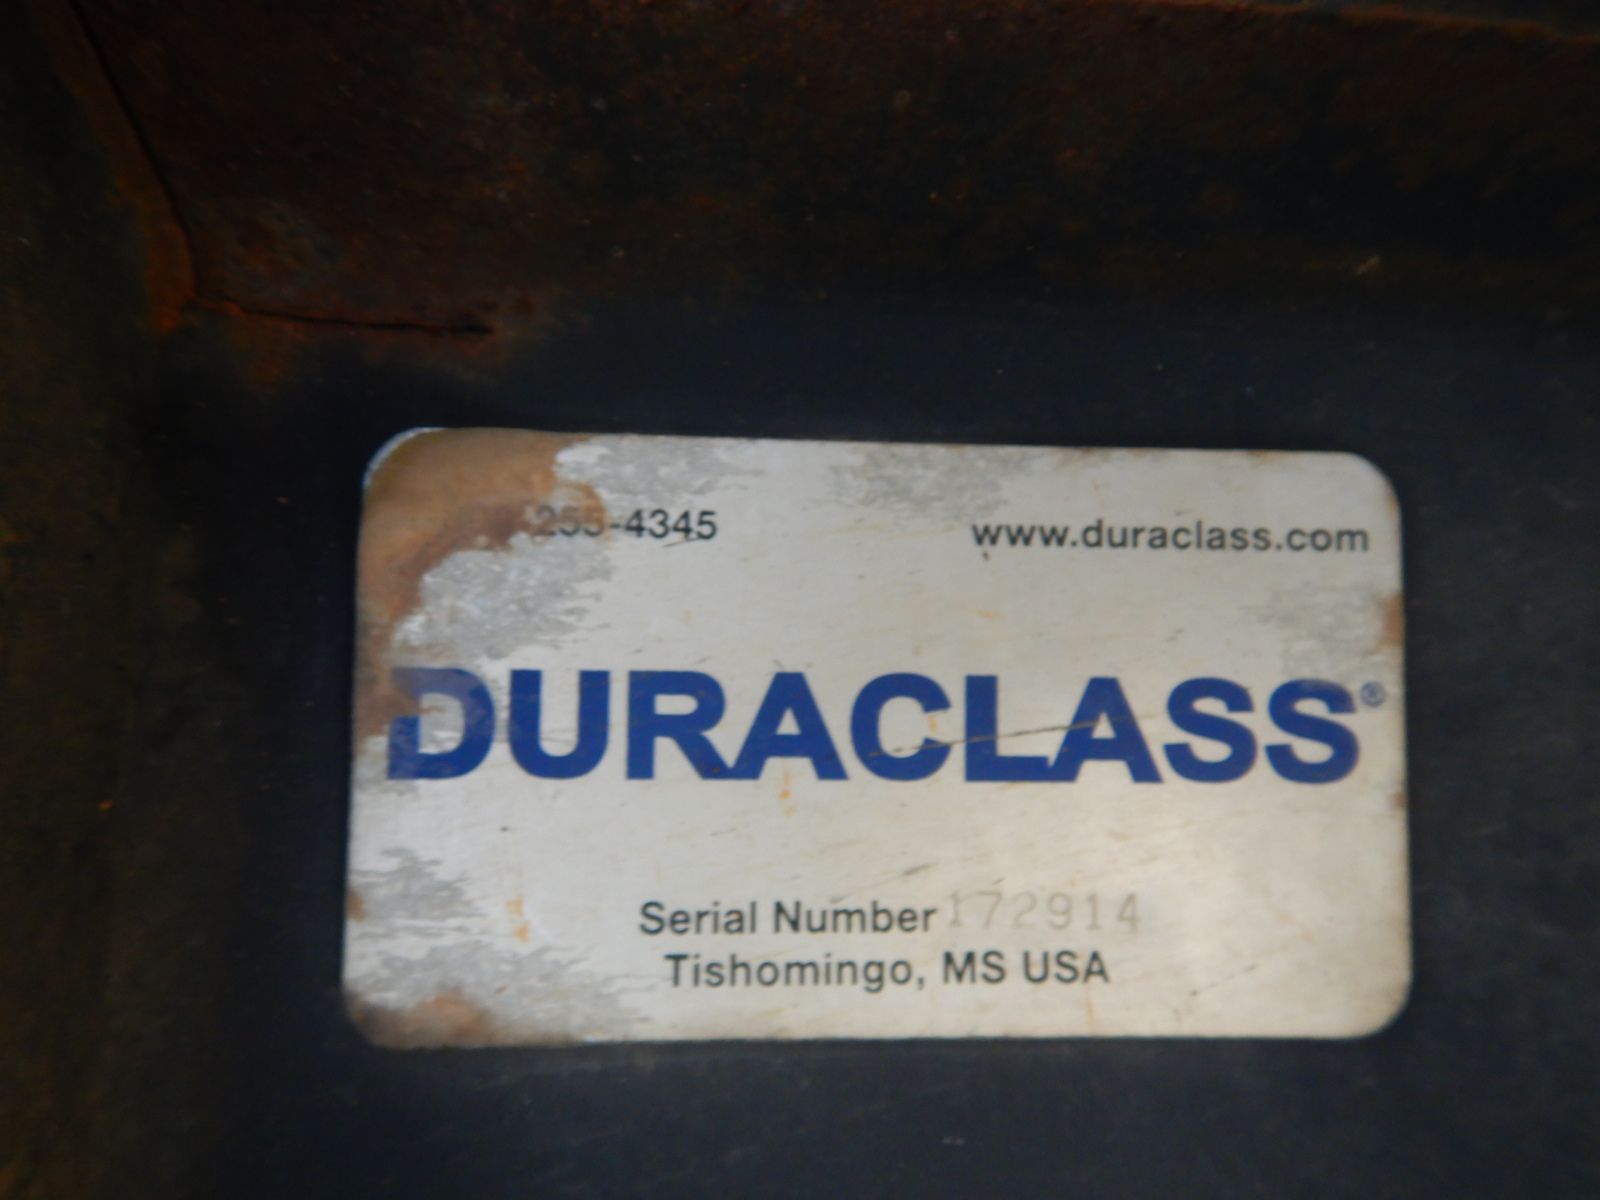 -4345 www.duraclass.com
DURACLASS®
Serial Number 172914
Tishomingo, MS USA